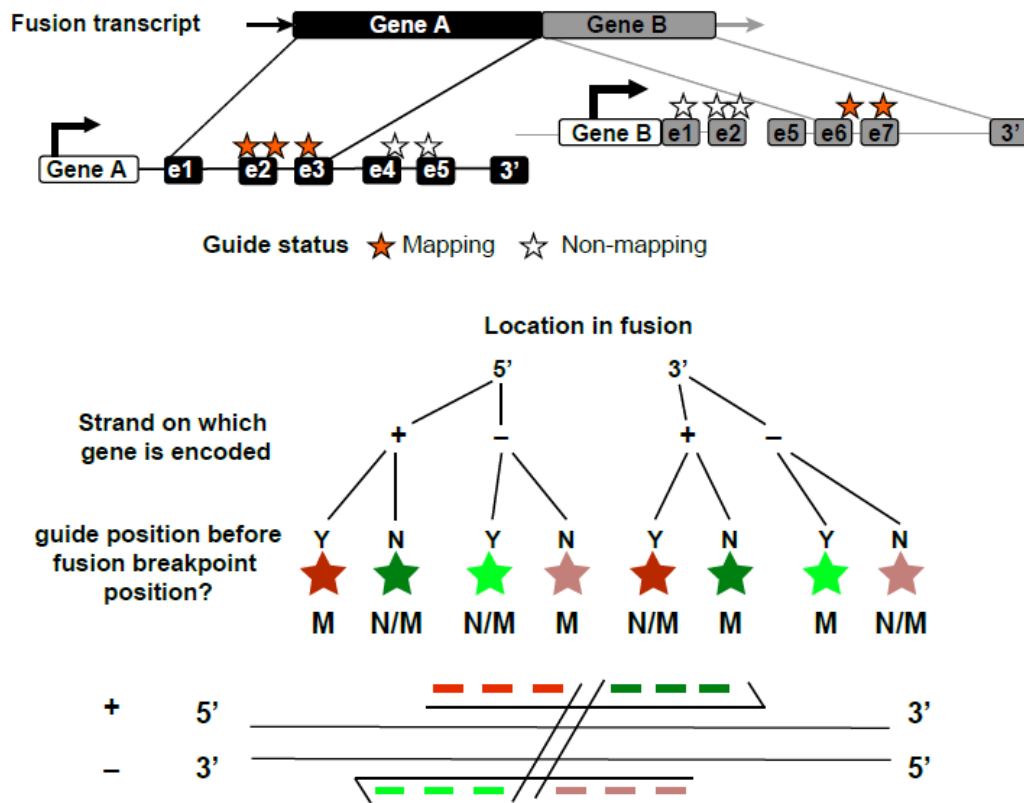 Fusion transcript
Gene A
Gene B
Gene B
e1
e2
e5
e6
e7
3'
Gene A
e1
e2
e3
e4
e5
3'
Guide status
Mapping
Non-mapping
Location in fusion
5'
3'
Strand on which
gene is encoded
+
–
+
–
guide position before
fusion breakpoint
position?
Y
N
Y
N
Y
N
Y
N
M
N/M
N/M
M
N/M
M
M
N/M
+
5'
3'
–
3'
5'